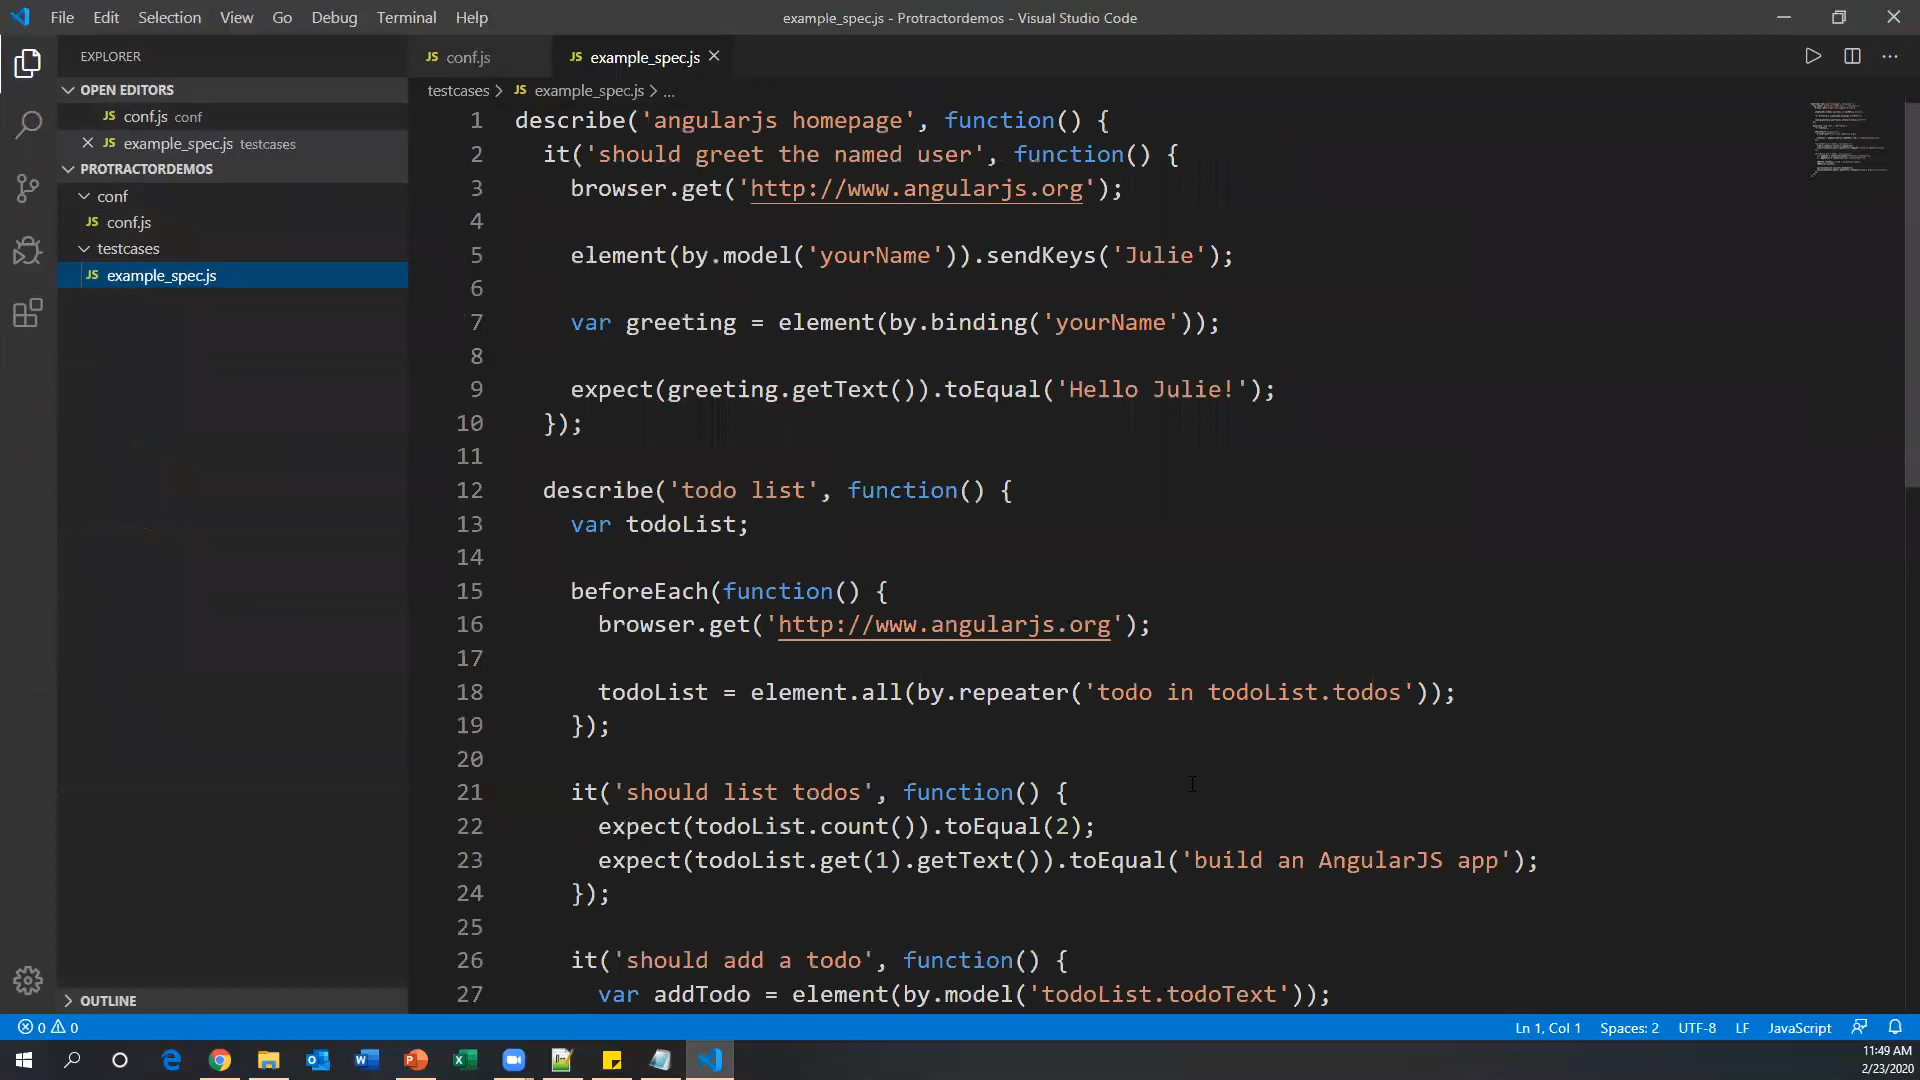 File Edit Selection View Go Debug Terminal Help
example_spec.js - Protractordemos - Visual Studio Code
EXPLORER
OPEN EDITORS
JS conf.js conf
JS example_spec.js testcases
PROTRACTORDEMOS
conf
JS conf.js
testcases
JS example_spec.js
OUTLINE
JS conf.js
JS example_spec.js
testcases > JS example_spec.js > ...
1 describe('angularjs homepage', function() {
2 it('should greet the named user', function() {
3 browser.get('http://www.angularjs.org');
4
5 element(by.model('yourName')).sendKeys('Julie');
6
7 var greeting = element(by.binding('yourName'));
8
9 expect(greeting.getText()).toEqual('Hello Julie!');
10 });
11
12 describe('todo list', function() {
13 var todoList;
14
15 beforeEach(function() {
16 browser.get('http://www.angularjs.org');
17
18 todoList = element.all(by.repeater('todo in todoList.todos'));
19 });
20
21 it('should list todos', function() {
22 expect(todoList.count()).toEqual(2);
23 expect(todoList.get(1).getText()).toEqual('build an AngularJS app');
24 });
25
26 it('should add a todo', function() {
27 var addTodo = element(by.model('todoList.todoText'));
0 0
Ln 1, Col 1 Spaces: 2 UTF-8 LF JavaScript
11:49 AM
2/23/2020